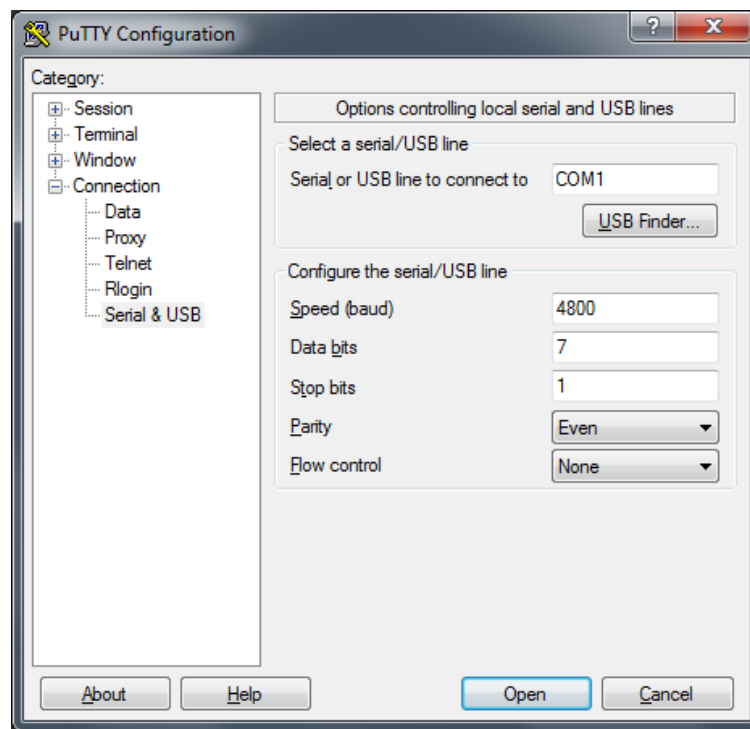 PuTTY Configuration
?
X
Category:
Session
Terminal
Window
Connection
Data
Proxy
Telnet
Rlogin
Serial & USB
Options controlling local serial and USB lines
Select a serial/USB line
Serial or USB line to connect to COM1
USB Finder...
Configure the serial/USB line
Speed (baud) 4800
Data bits 7
Stop bits 1
Parity Even
Flow control None
About Help Open Cancel